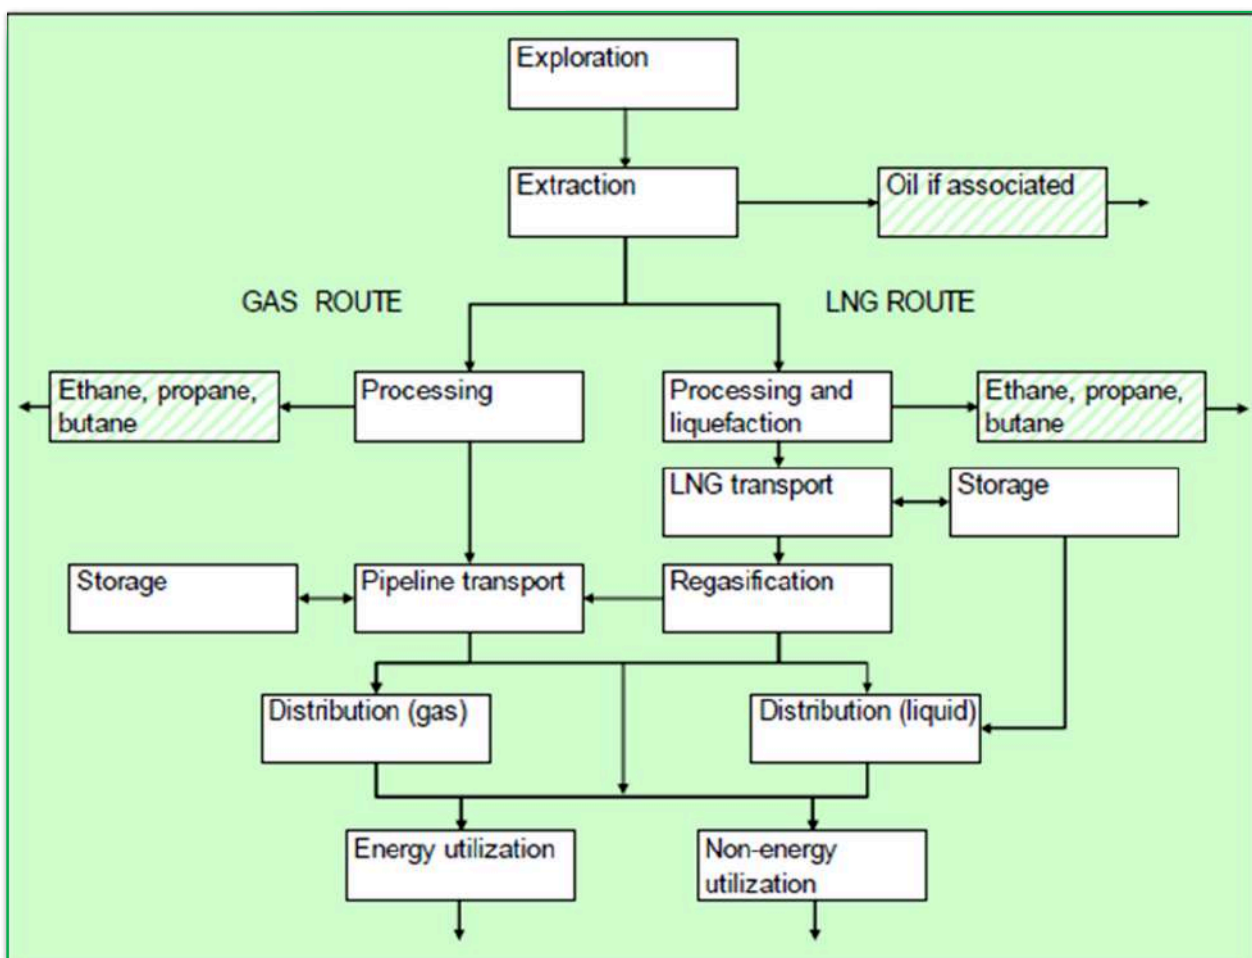 Exploration
Extraction
Oil if associated
GAS ROUTE
LNG ROUTE
Ethane, propane,
butane
Processing
Processing and
liquefaction
Ethane, propane,
butane
LNG transport
Storage
Storage
Pipeline transport
Regasification
Distribution (gas)
Distribution (liquid)
Energy utilization
Non-energy
utilization